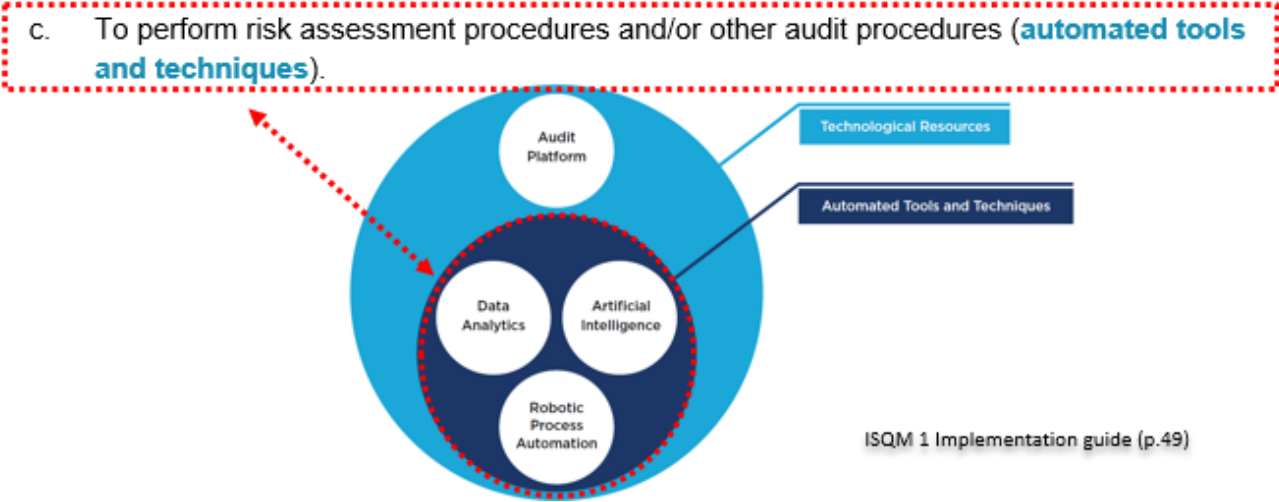 c. To perform risk assessment procedures and/or other audit procedures (automated tools
and techniques).
Audit
Platform
Technological Resources
Automated Tools and Techniques
Data
Analytics
Artificial
Intelligence
Robotic
Process
Automation
ISQM 1 Implementation guide (p.49)